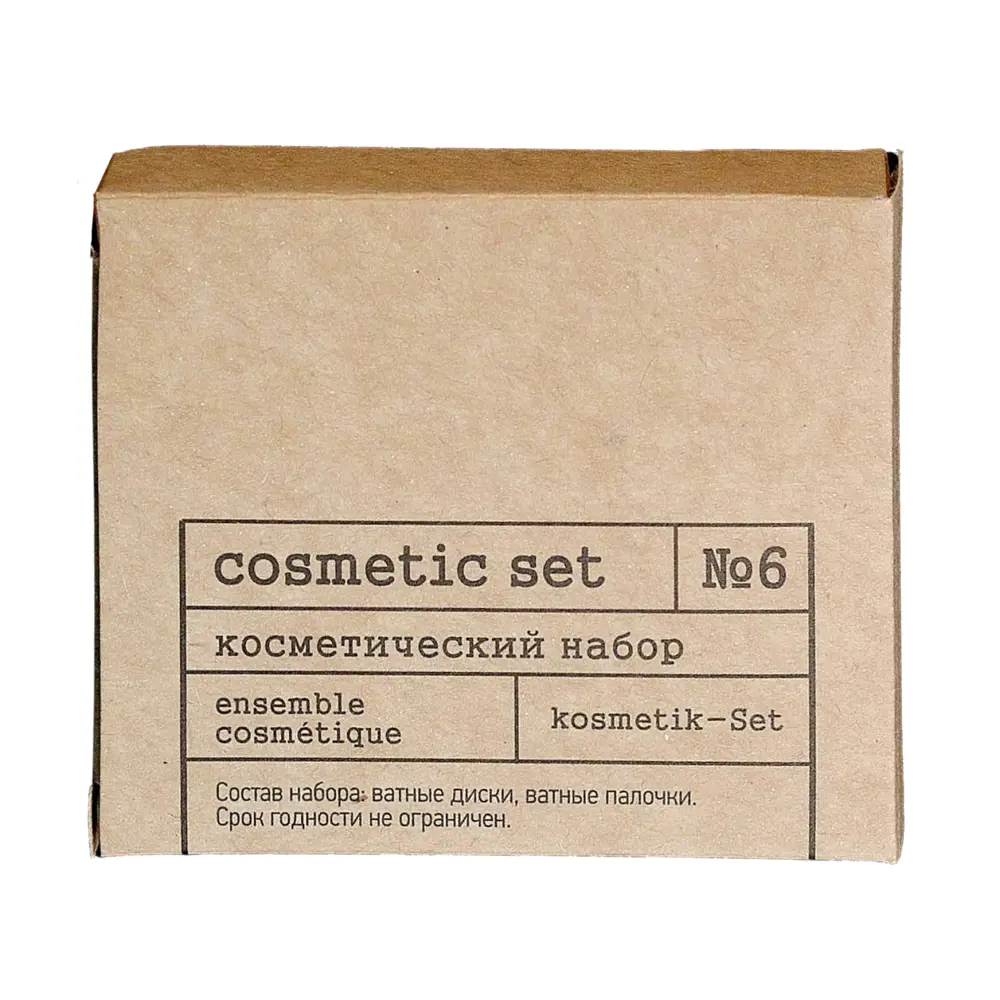 cosmetic set
№6
косметический набор
ensemble
cosmétique
kosmetik-Set
Состав набора: ватные диски, ватные палочки.
Срок годности не ограничен.